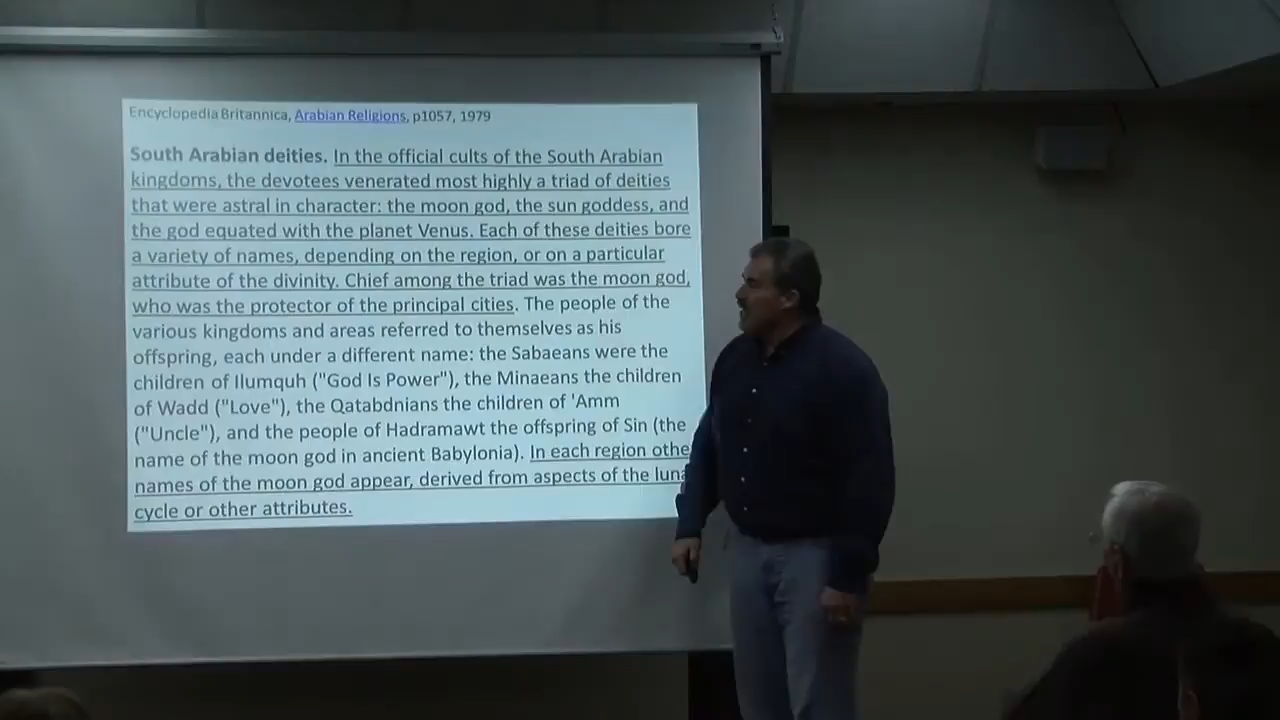 Encyclopedia Britannica, Arabian Religions, p1057, 1979
South Arabian deities. In the official cults of the South Arabian
kingdoms, the devotees venerated most highly a triad of deities
that were astral in character: the moon god, the sun goddess, and
the god equated with the planet Venus. Each of these deities bore
a variety of names, depending on the region, or on a particular
attribute of the divinity. Chief among the triad was the moon god,
who was the protector of the principal cities. The people of the
various kingdoms and areas referred to themselves as his
offspring, each under a different name: the Sabaeans were the
children of Ilumquh ("God Is Power"), the Minaeans the children
of Wadd ("Love"), the Qatabdnians the children of 'Amm
("Uncle"), and the people of Hadramawt the offspring of Sin (the
name of the moon god in ancient Babylonia). In each region othe
names of the moon god appear, derived from aspects of the luna
cycle or other attributes.